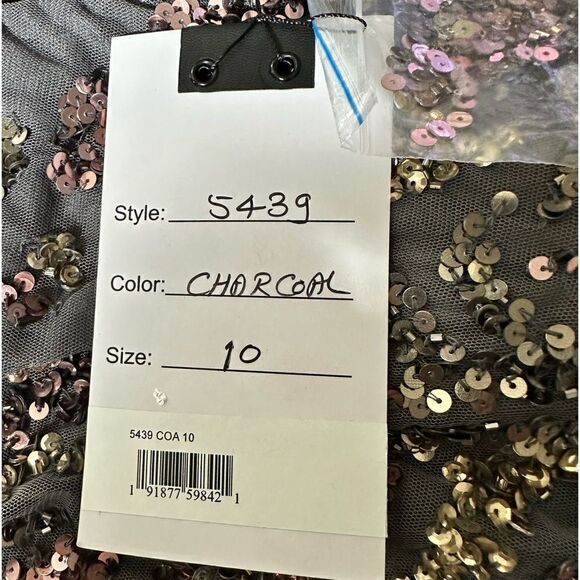 Style: 5439
Color: CHARCOAL
Size: 10
5439 COA 10
1 91877 59842 1